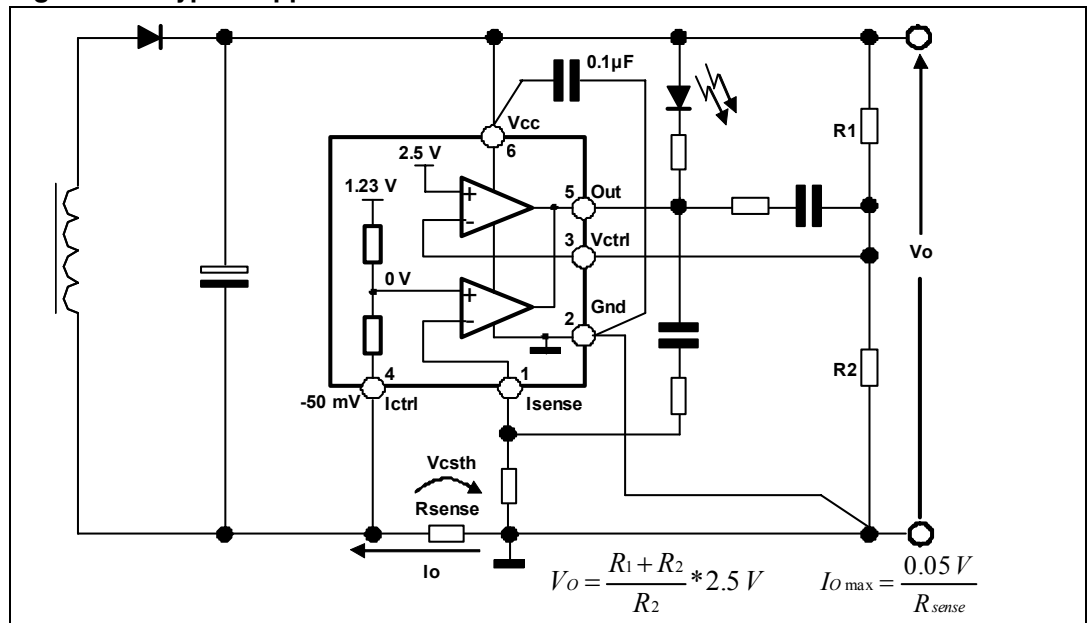 0.1µF
Vcc
6
R1
2.5 V
1.23 V
+
-
5 Out
3 Vctrl
Vo
0 V
+
-
Gnd
2
R2
4
1
-50 mV
Ictrl
Isense
Vcsth
Rsense
Io
VO = R1 + R2 / R2 * 2.5 V
IO max = 0.05 V / Rsense